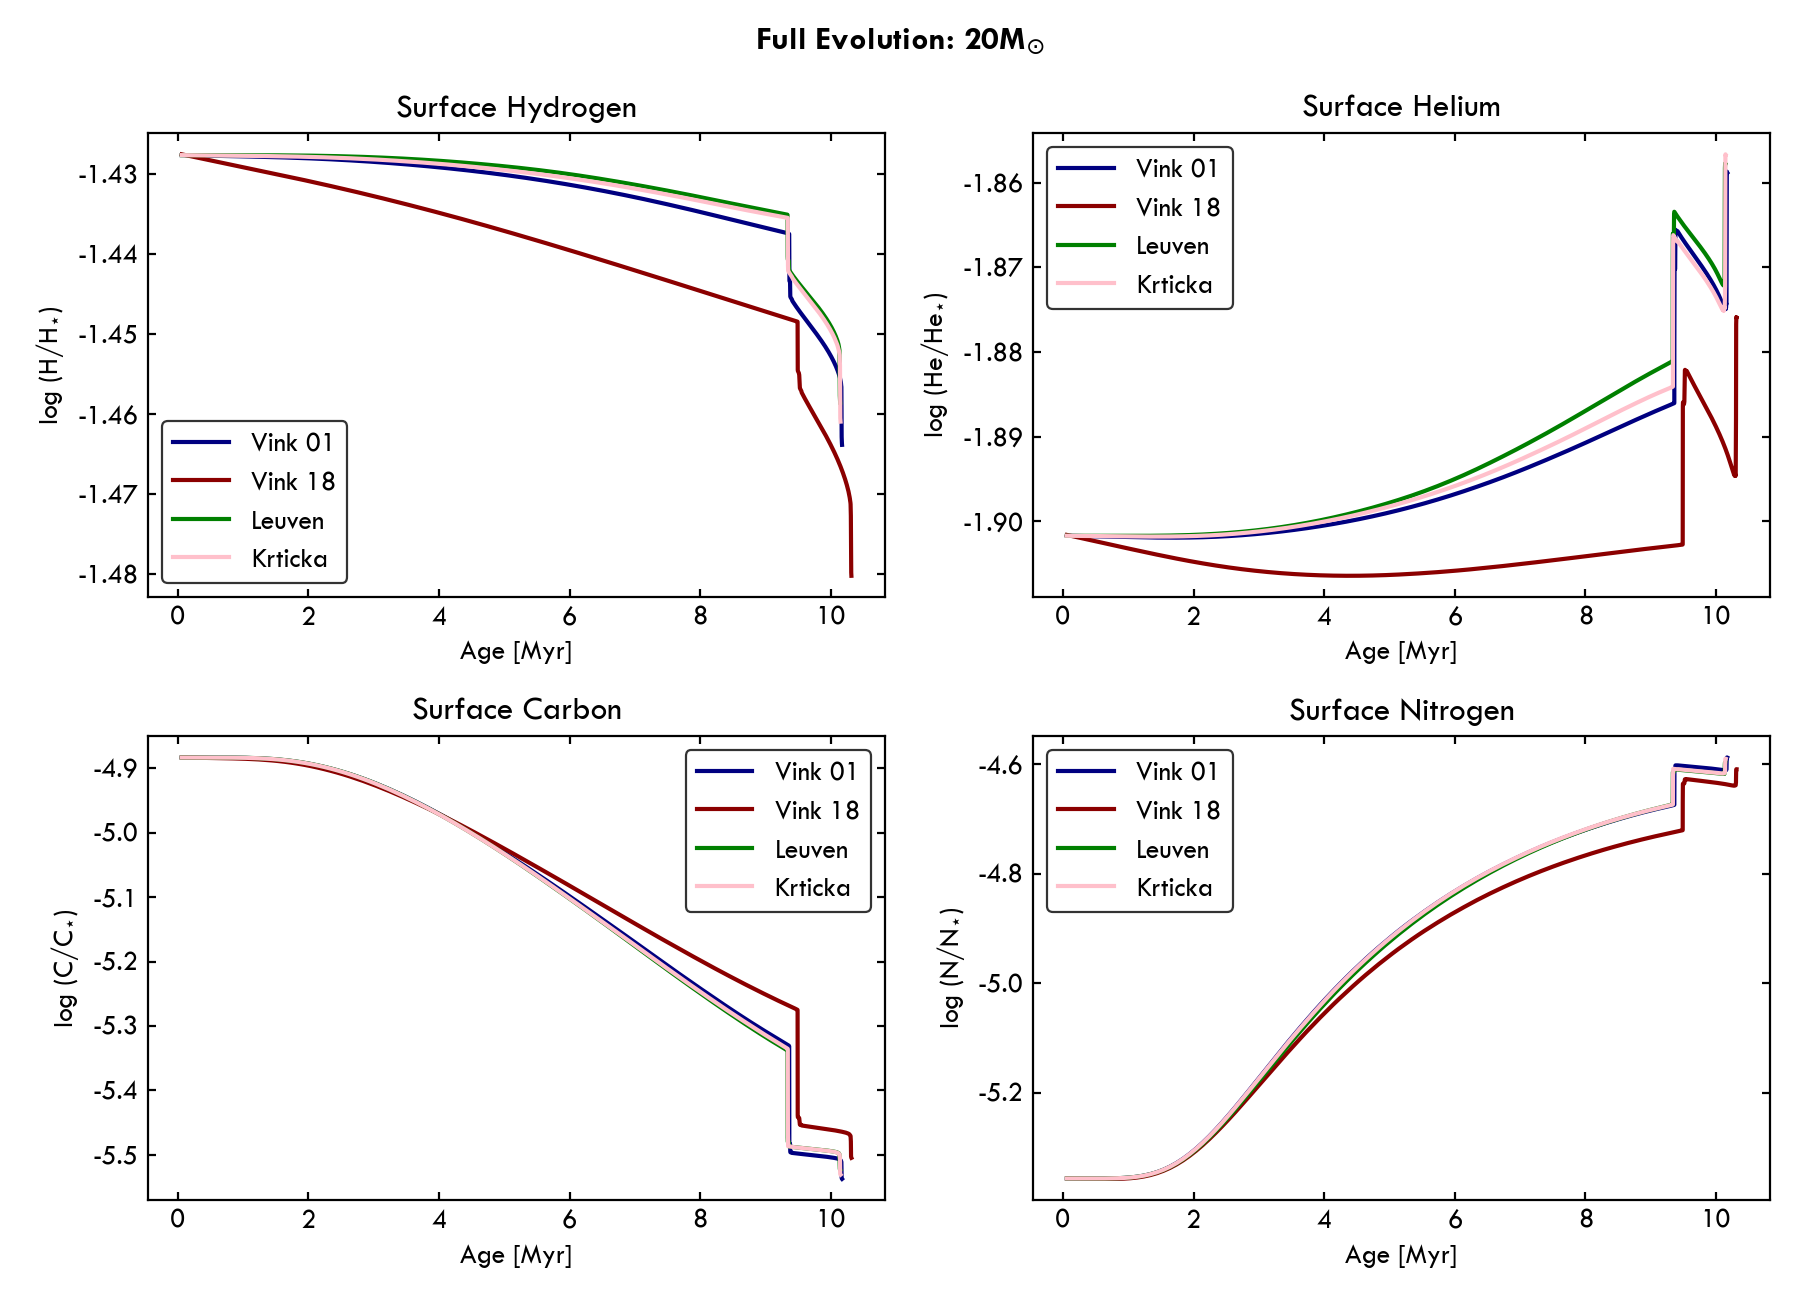 Full Evolution: 20M☉
Surface Hydrogen
log (H/H⋆)
-1.43
-1.44
-1.45
-1.46
-1.47
-1.48
Vink 01
Vink 18
Leuven
Krticka
0 2 4 6 8 10
Age [Myr]
Surface Helium
log (He/He⋆)
-1.86
-1.87
-1.88
-1.89
-1.90
Vink 01
Vink 18
Leuven
Krticka
0 2 4 6 8 10
Age [Myr]
Surface Carbon
log (C/C⋆)
-4.9
-5.0
-5.1
-5.2
-5.3
-5.4
-5.5
Vink 01
Vink 18
Leuven
Krticka
0 2 4 6 8 10
Age [Myr]
Surface Nitrogen
log (N/N⋆)
-4.6
-4.8
-5.0
-5.2
Vink 01
Vink 18
Leuven
Krticka
0 2 4 6 8 10
Age [Myr]